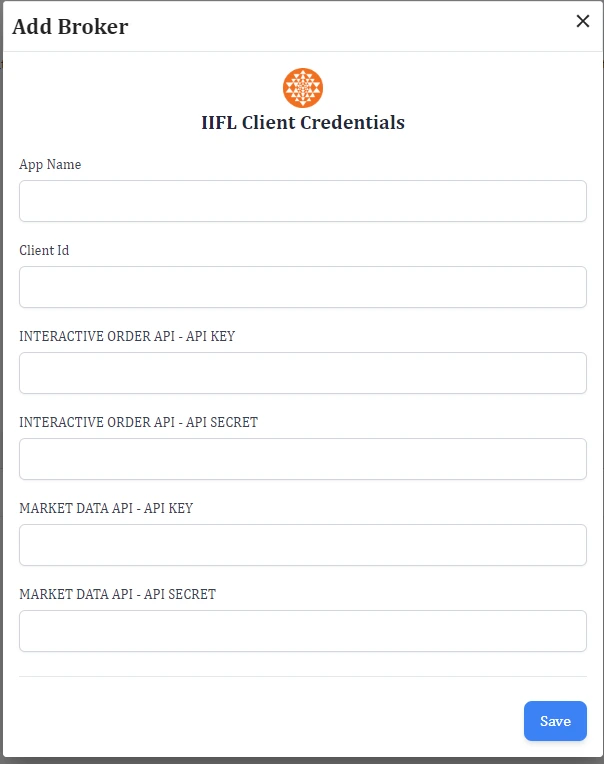 Add Broker
IIFL Client Credentials
App Name
Client Id
INTERACTIVE ORDER API - API KEY
INTERACTIVE ORDER API - API SECRET
MARKET DATA API - API KEY
MARKET DATA API - API SECRET
Save